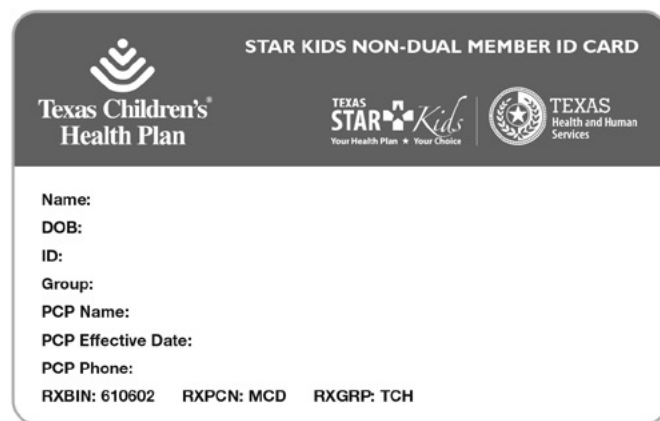 STAR KIDS NON-DUAL MEMBER ID CARD
Texas Children's®
Health Plan
TEXAS
STAR Kids
Your Health Plan ★ Your Choice
TEXAS
Health and Human
Services
Name:
DOB:
ID:
Group:
PCP Name:
PCP Effective Date:
PCP Phone:
RXBIN: 610602 RXPCN: MCD RXGRP: TCH